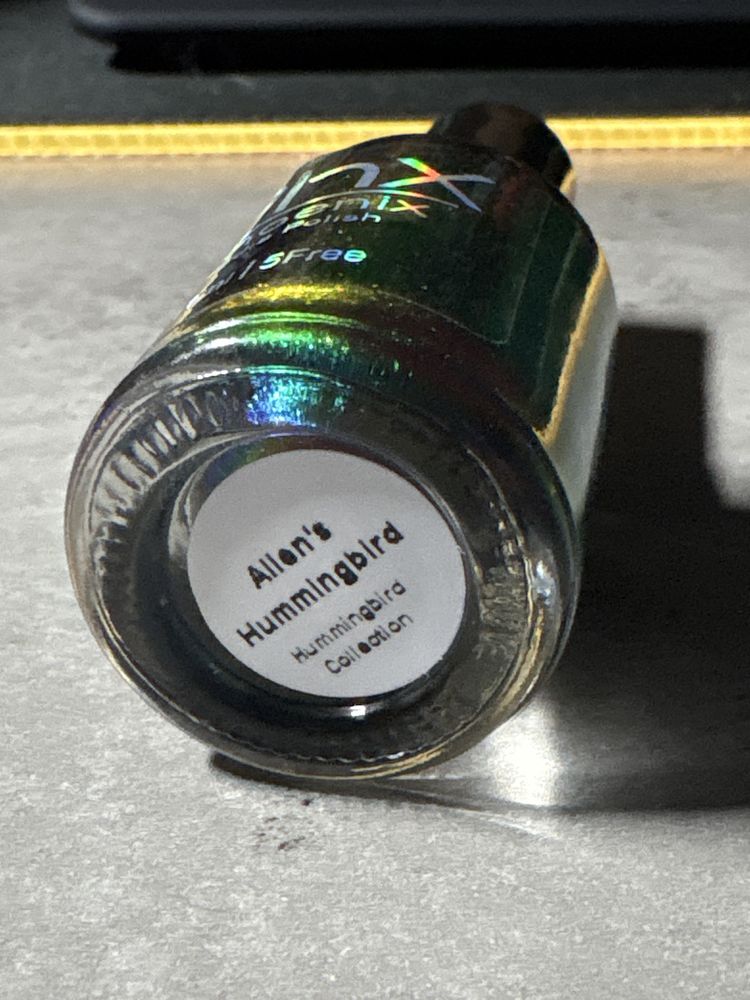 Polish
5Free
Allen's
Hummingbird
Hummingbird
Collection